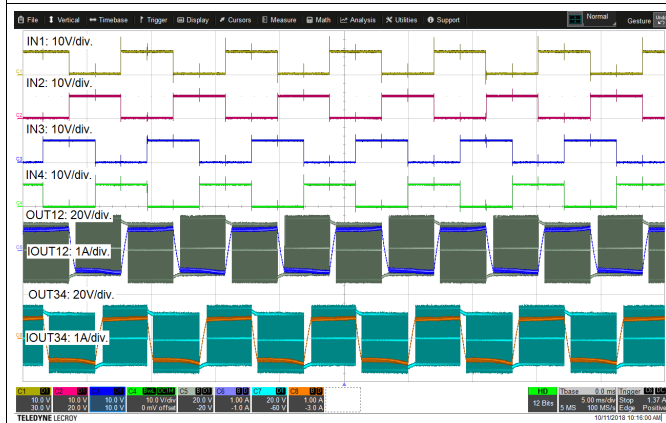 File Vertical Timebase Trigger Display Cursors Measure Math Analysis Utilities Support Normal Gesture Undo
IN1: 10V/div.
IN2: 10V/div.
IN3: 10V/div.
IN4: 10V/div.
OUT12: 20V/div.
IOUT12: 1A/div.
OUT34: 20V/div.
IOUT34: 1A/div.
C1 C2 C4 C5 C6 C7 C8 HD Tbase 0.0 ms Trigger
10.0 V 10.0 V 10.0 V 10.0 V/div 20.0 V 1.00 A 20.0 V 1.00 A 12 Bits 5.00 ms/div Stop 1.37 A
30.0 V 20.0 V 10.0 V 0 mV offset -20 V -1.0 A -60 V -3.0 A 5 MS 100 MS/s Edge Positive
TELEDYNE LECROY 10/11/2018 10:16:00 AM